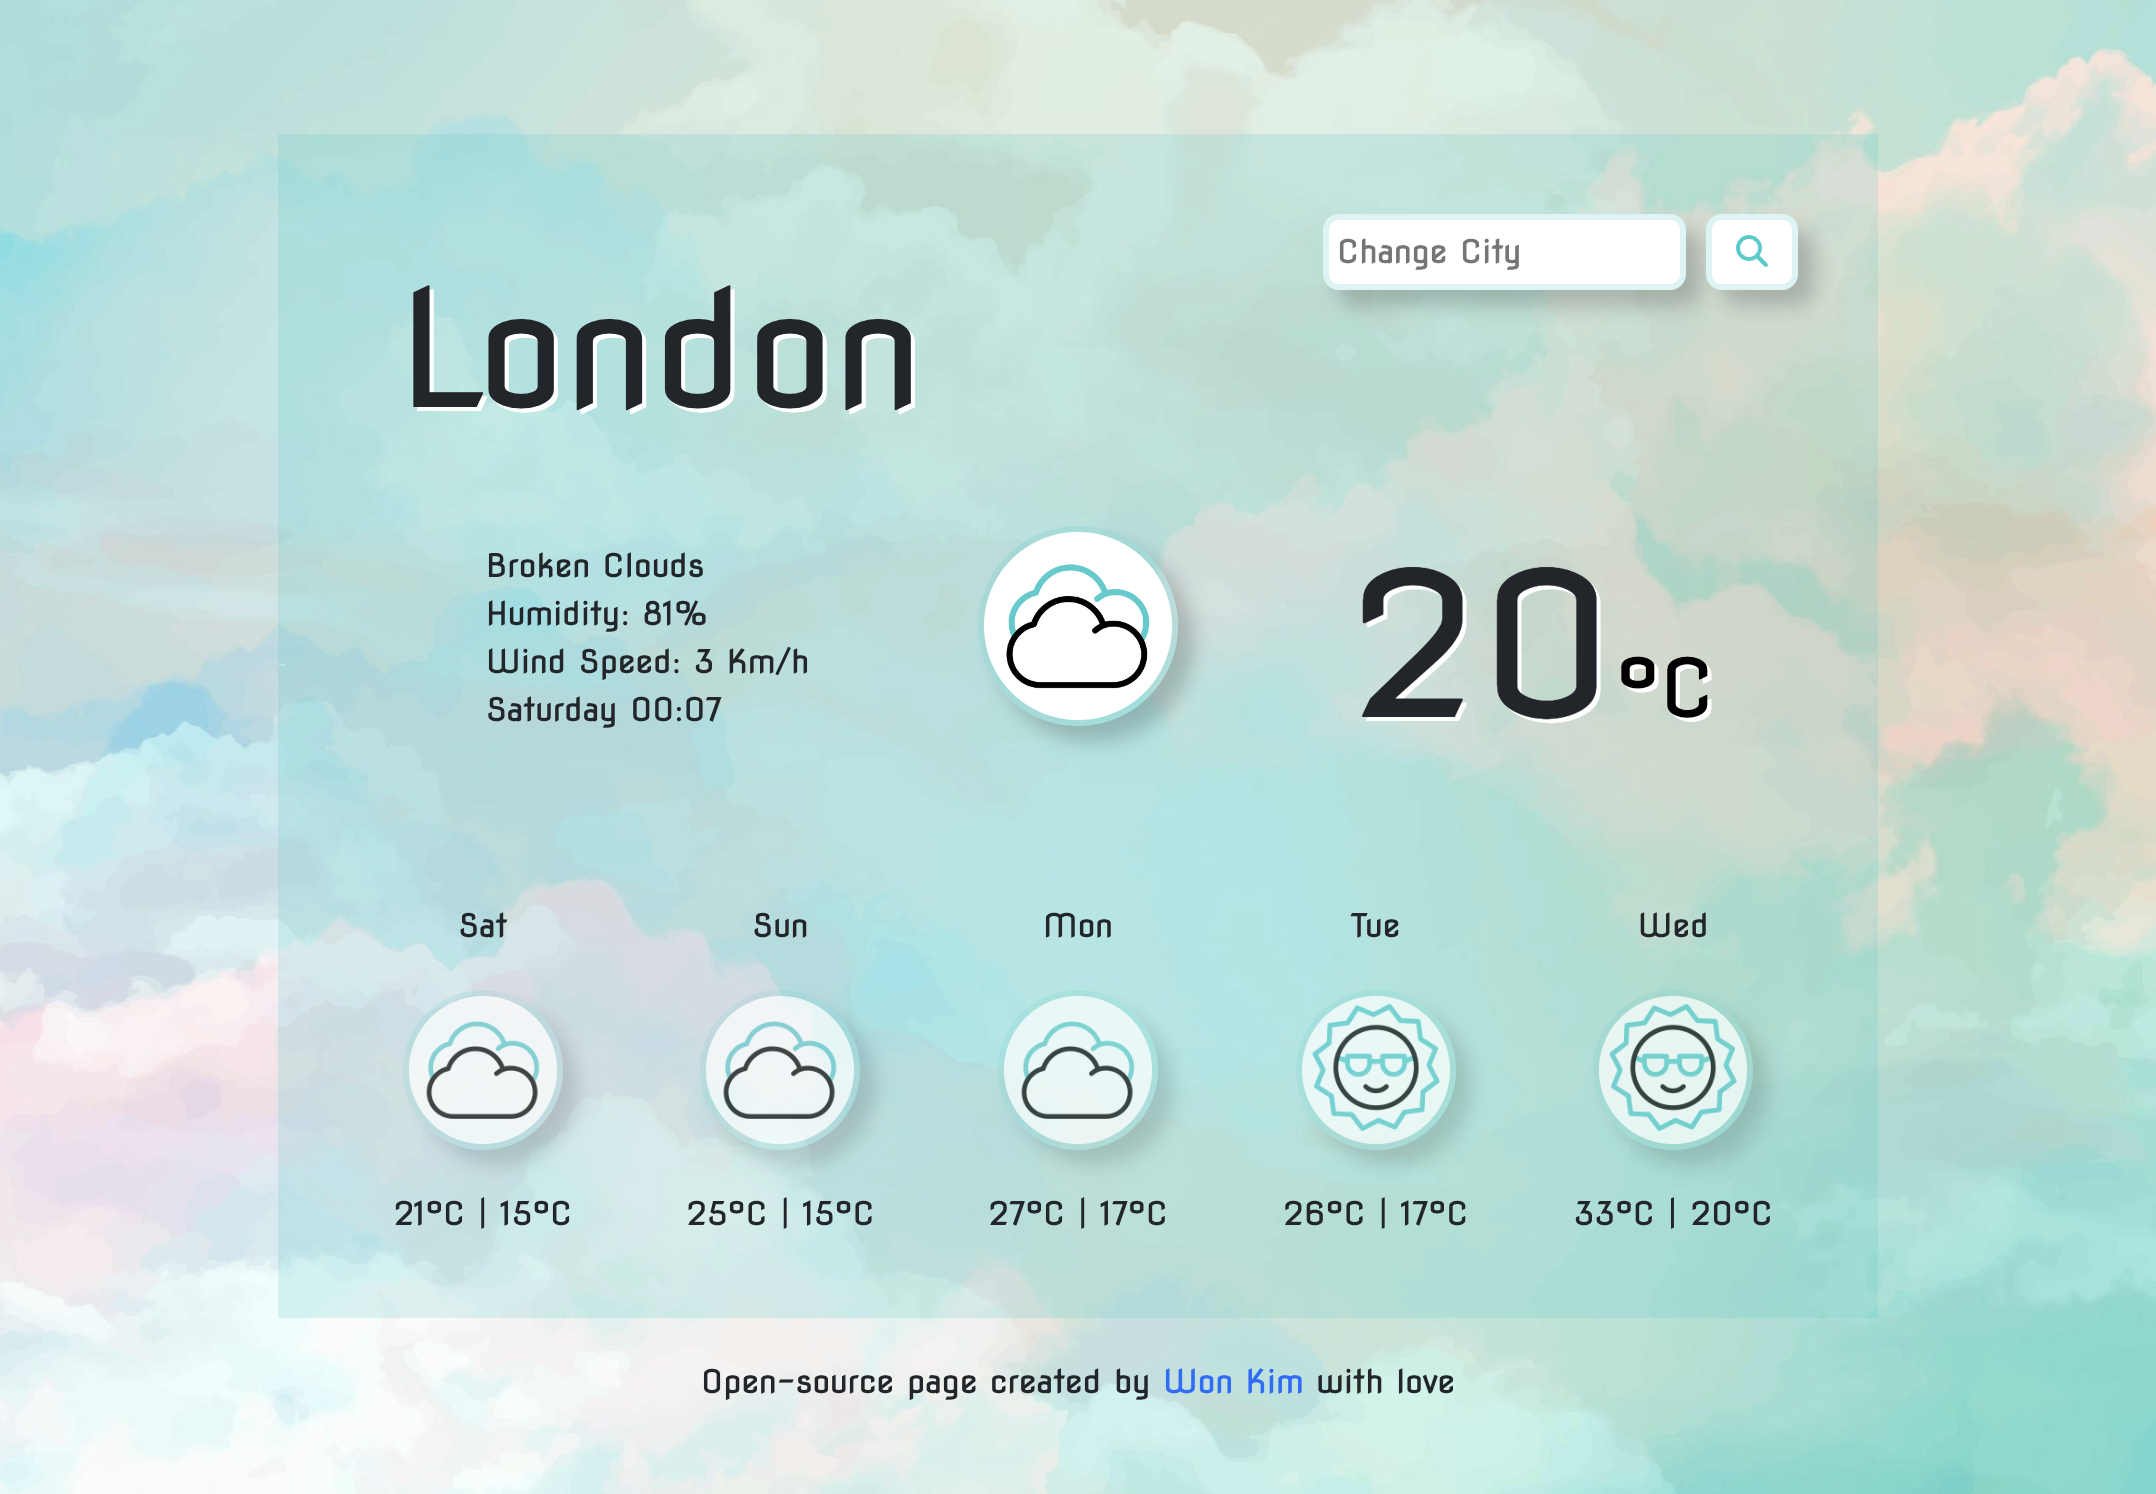 Change City
London
Broken Clouds
Humidity: 81%
Wind Speed: 3 Km/h
Saturday 00:07
20°C
Sat
Sun
Mon
Tue
Wed
21°C | 15°C
25°C | 15°C
27°C | 17°C
26°C | 17°C
33°C | 20°C
Open-source page created by Won Kim with love